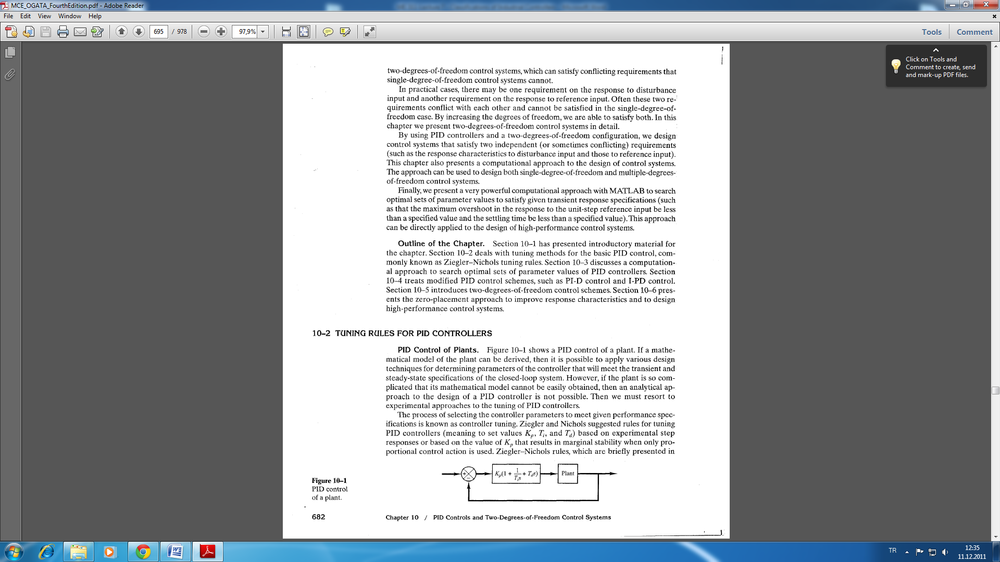 MCE_OGATA_FourthEdition.pdf - Adobe Reader
File Edit View Window Help
695 / 978
97,9%
Tools
Comment
Click on Tools and
Comment to create, send
and mark-up PDF files.
two-degrees-of-freedom control systems, which can satisfy conflicting requirements that
single-degree-of-freedom control systems cannot.
In practical cases, there may be one requirement on the response to disturbance
input and another requirement on the response to reference input. Often these two re-
quirements conflict with each other and cannot be satisfied in the single-degree-of-
freedom case. By increasing the degrees of freedom, we are able to satisfy both. In this
chapter we present two-degrees-of-freedom control systems in detail.
By using PID controllers and a two-degrees-of-freedom configuration, we design
control systems that satisfy two independent (or sometimes conflicting) requirements
(such as the response characteristics to disturbance input and those to reference input).
This chapter also presents a computational approach to the design of control systems.
The approach can be used to design both single-degree-of-freedom and multiple-degrees-
of-freedom control systems.
Finally, we present a very powerful computational approach with MATLAB to search
optimal sets of parameter values to satisfy given transient response specifications (such
as that the maximum overshoot in the response to the unit-step reference input be less
than a specified value and the settling time be less than a specified value). This approach
can be directly applied to the design of high-performance control systems.
Outline of the Chapter. Section 10–1 has presented introductory material for
the chapter. Section 10–2 deals with tuning methods for the basic PID control, com-
monly known as Ziegler–Nichols tuning rules. Section 10–3 discusses a computation-
al approach to search optimal sets of parameter values of PID controllers. Section
10–4 treats modified PID control schemes, such as PI-D control and I-PD control.
Section 10–5 introduces two-degrees-of-freedom control schemes. Section 10–6 pres-
ents the zero-placement approach to improve response characteristics and to design
high-performance control systems.
10–2 TUNING RULES FOR PID CONTROLLERS
PID Control of Plants. Figure 10–1 shows a PID control of a plant. If a mathe-
matical model of the plant can be derived, then it is possible to apply various design
techniques for determining parameters of the controller that will meet the transient and
steady-state specifications of the closed-loop system. However, if the plant is so com-
plicated that its mathematical model cannot be easily obtained, then an analytical ap-
proach to the design of a PID controller is not possible. Then we must resort to
experimental approaches to the tuning of PID controllers.
The process of selecting the controller parameters to meet given performance spec-
ifications is known as controller tuning. Ziegler and Nichols suggested rules for tuning
PID controllers (meaning to set values Kp, Ti, and Td) based on experimental step
responses or based on the value of Kp that results in marginal stability when only pro-
portional control action is used. Ziegler–Nichols rules, which are briefly presented in
Kp(1 + 1/Tis + Tds)
Plant
Figure 10–1
PID control
of a plant.
682
Chapter 10 / PID Controls and Two-Degrees-of-Freedom Control Systems
TR
12:35
11.12.2011